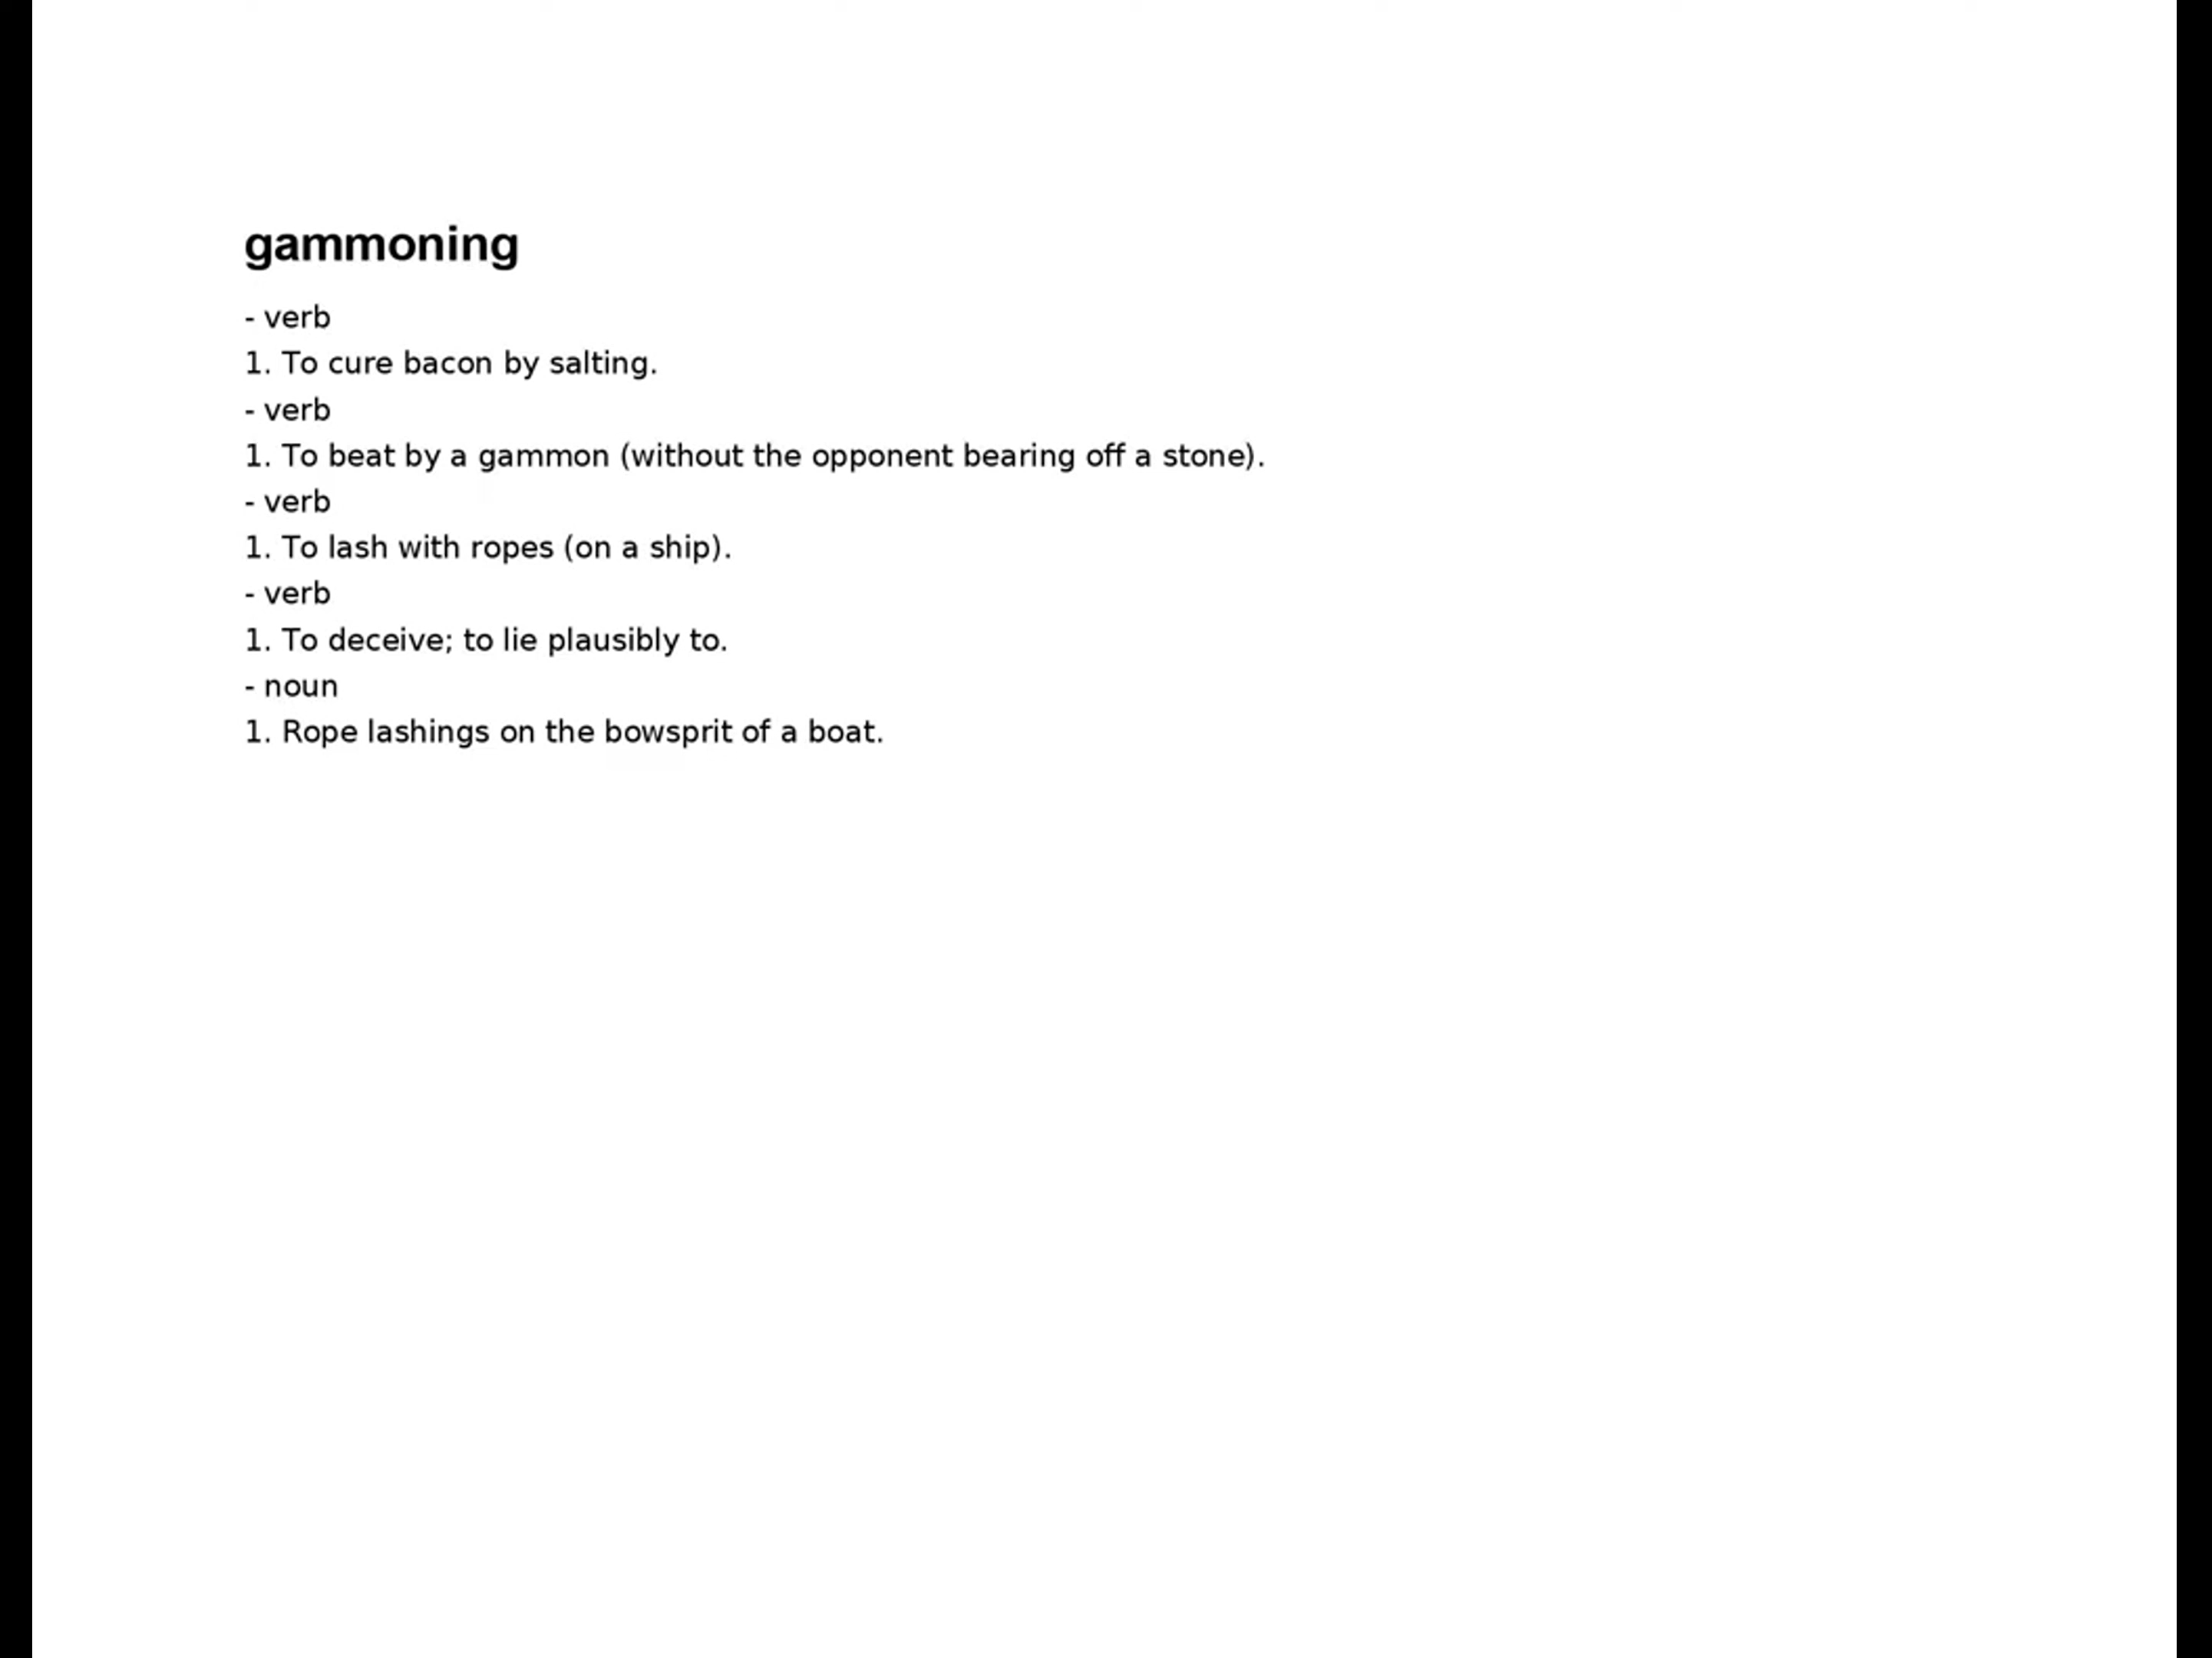 gammoning
- verb
1. To cure bacon by salting.
- verb
1. To beat by a gammon (without the opponent bearing off a stone).
- verb
1. To lash with ropes (on a ship).
- verb
1. To deceive; to lie plausibly to.
- noun
1. Rope lashings on the bowsprit of a boat.